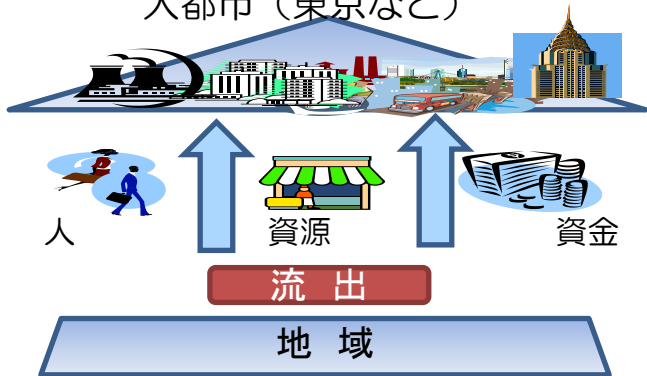 大都市（東京など）
人
資源
資金
流 出
地 域